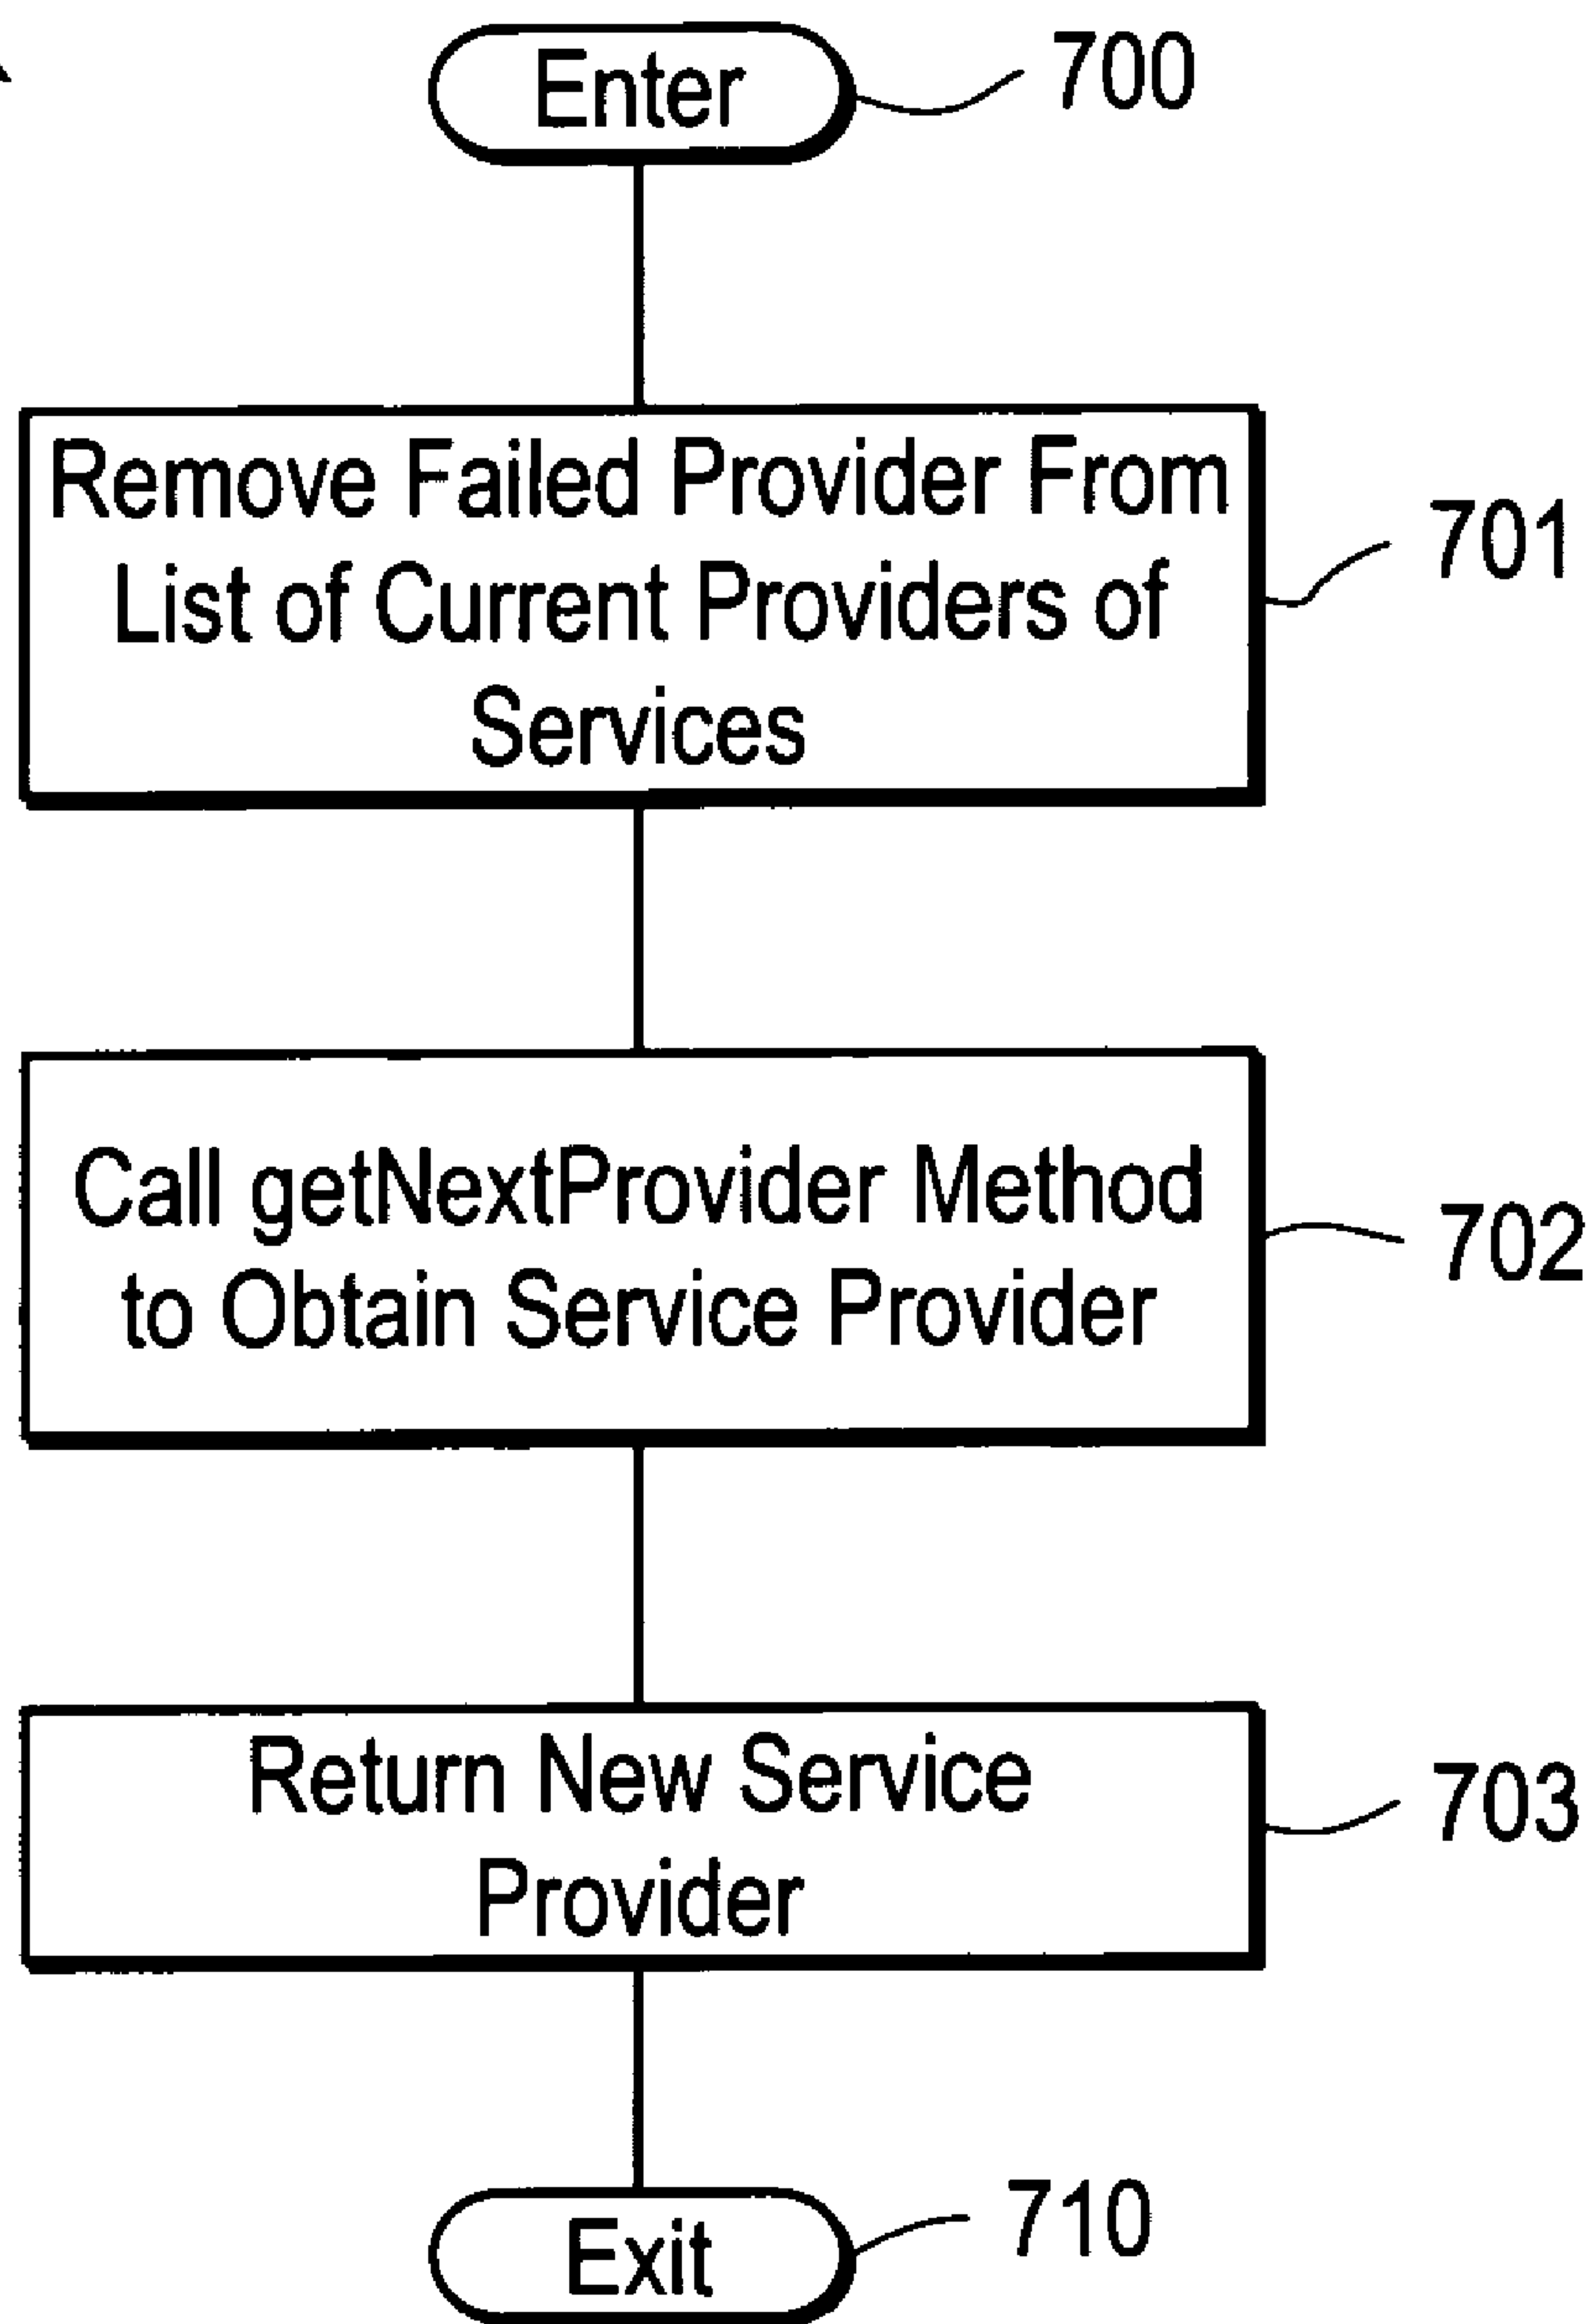 Enter
700
Remove Failed Provider From
List of Current Providers of
Services
701
Call getNextProvider Method
to Obtain Service Provider
702
Return New Service
Provider
703
Exit
710